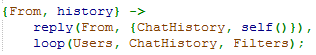 {From, history} ->
    reply(From, {ChatHistory, self()}),
    loop(Users, ChatHistory, Filters);